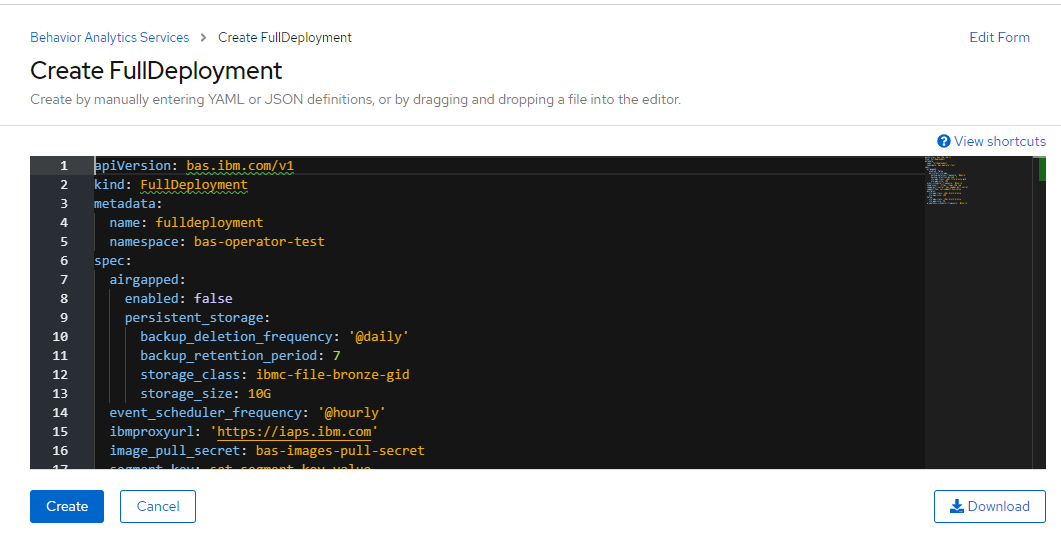 Behavior Analytics Services > Create FullDeployment
Edit Form
Create FullDeployment
Create by manually entering YAML or JSON definitions, or by dragging and dropping a file into the editor.
View shortcuts
1 apiVersion: bas.ibm.com/v1
2 kind: FullDeployment
3 metadata:
4 name: fulldeployment
5 namespace: bas-operator-test
6 spec:
7 airgapped:
8 enabled: false
9 persistent_storage:
10 backup_deletion_frequency: '@daily'
11 backup_retention_period: 7
12 storage_class: ibmc-file-bronze-gid
13 storage_size: 10G
14 event_scheduler_frequency: '@hourly'
15 ibmproxyurl: 'https://iaps.ibm.com'
16 image_pull_secret: bas-images-pull-secret
17 segment_key: set_segment_key_value
Create
Cancel
Download